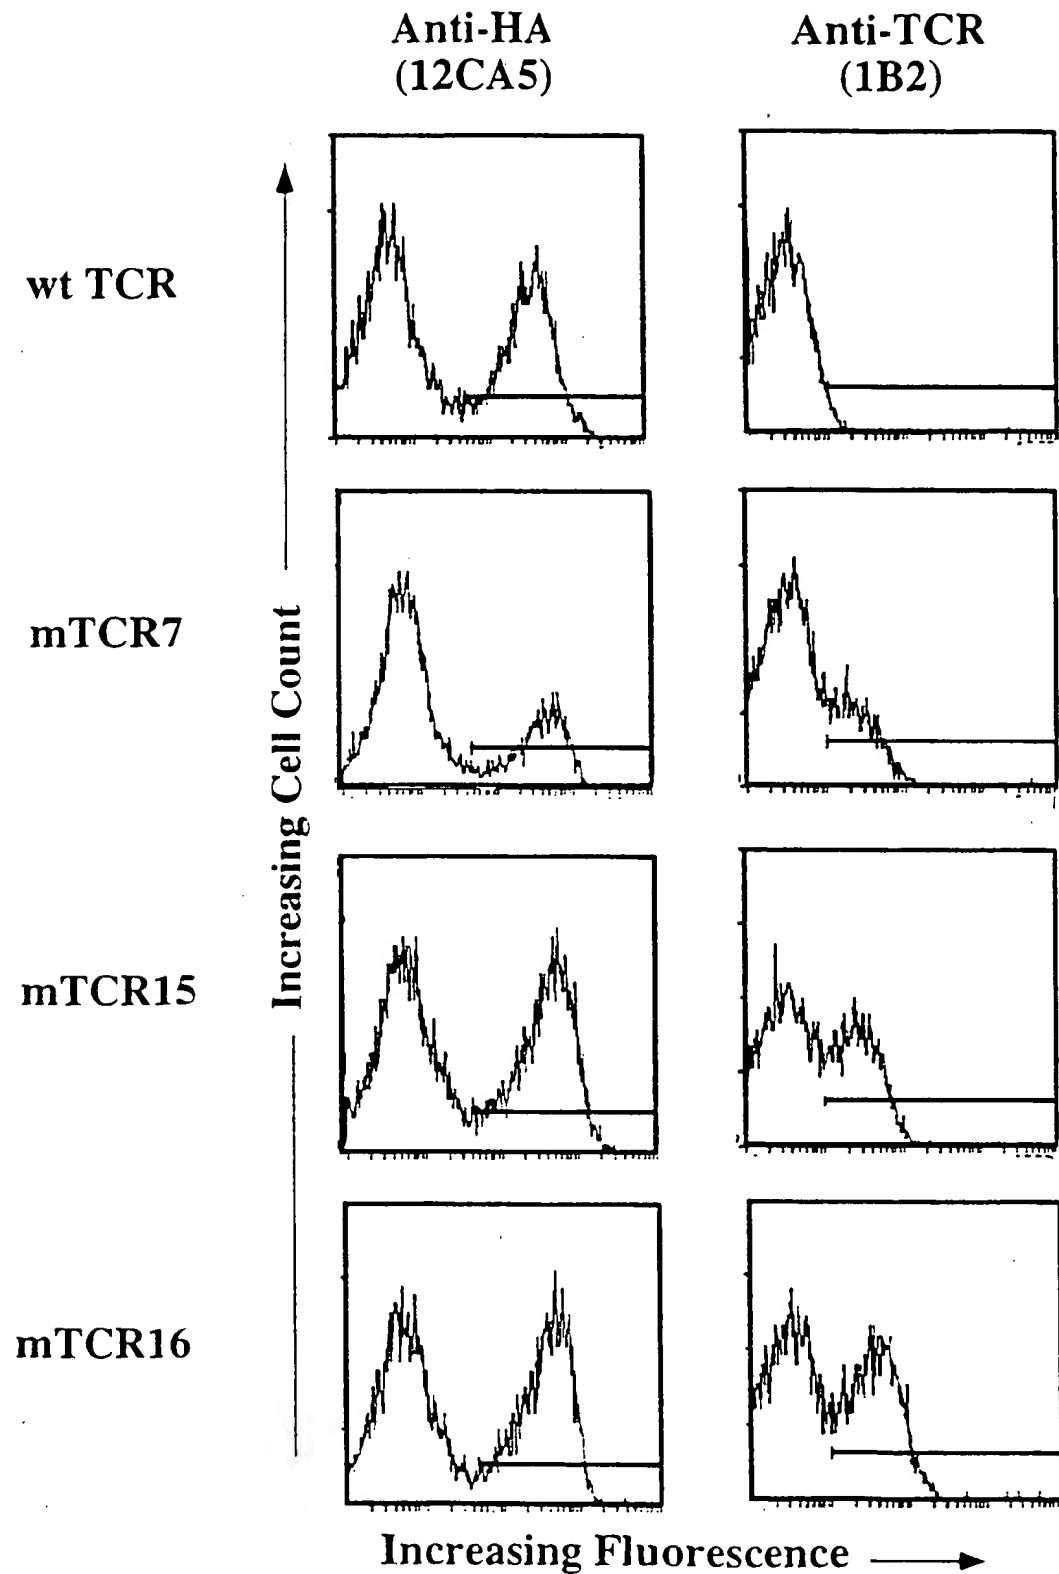 Anti-HA
(12CA5)
Anti-TCR
(1B2)
wt TCR
mTCR7
mTCR15
mTCR16
Increasing Cell Count
Increasing Fluorescence